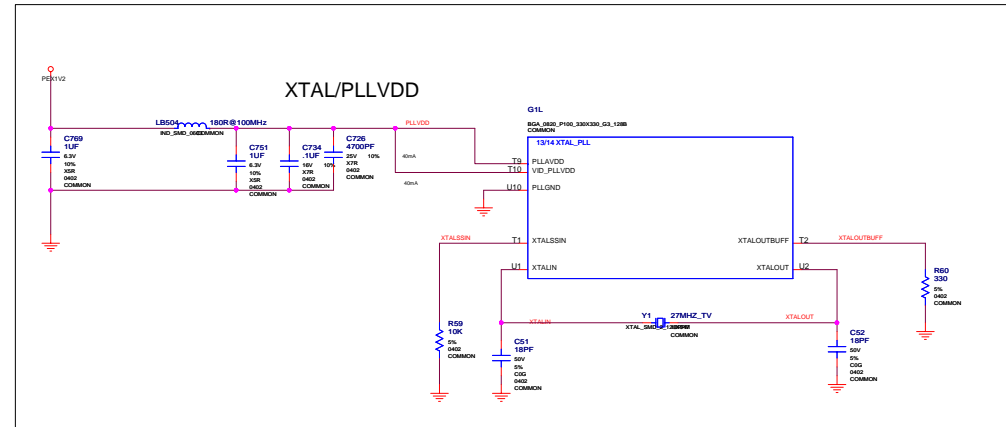 XTAL/PLLVDD
PEX1V2
LB504
180R@100MHz
COMMON
PLLVDD
C769
1UF
6.3V
10%
X5R
0402
COMMON
C751
1UF
6.3V
10%
X5R
0402
COMMON
C734
.1UF
16V
10%
X7R
0402
COMMON
C726
4700PF
25V
10%
X7R
0402
COMMON
40mA
40mA
G1L
BGA_0820_P100_330X330_G3_128B
COMMON
13/14 XTAL_PLL
T9
PLLAVDD
T10
VID_PLLVDD
U10
PLLGND
XTALSSIN
T1
XTALSSIN
XTALOUTBUFF
T2
XTALOUTBUFF
U1
XTALIN
XTALOUT
U2
R60
330
5%
0402
COMMON
R59
10K
5%
0402
COMMON
XTALIN
Y1
27MHZ_TV
XTALOUT
C51
18PF
50V
5%
C0G
0402
COMMON
C52
18PF
50V
5%
C0G
0402
COMMON